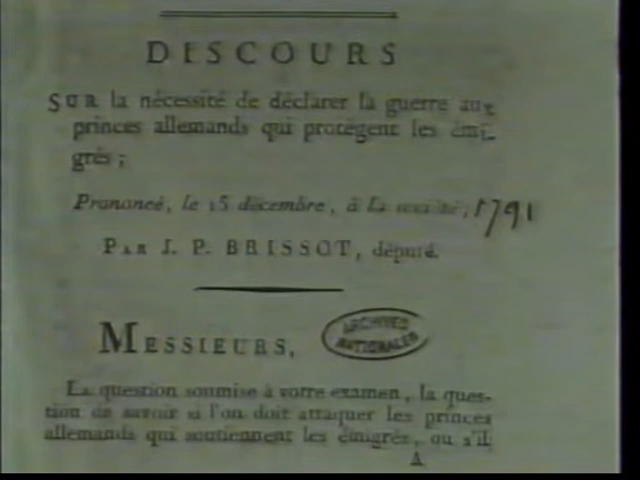 DISCOURS
SUR la nécessité de déclarer la guerre aux
princes allemands qui protègent les émi-
grés ;
Prononcé, le 15 décembre, à la société, 1791
PAR J. P. BRISSOT, député.
MESSIEURS,
ARCHIVES
NATIONALES
La question soumise à votre examen, la ques-
tion de savoir si l'on doit attaquer les princes
allemands qui soutiennent les émigrés, ou s'il
A